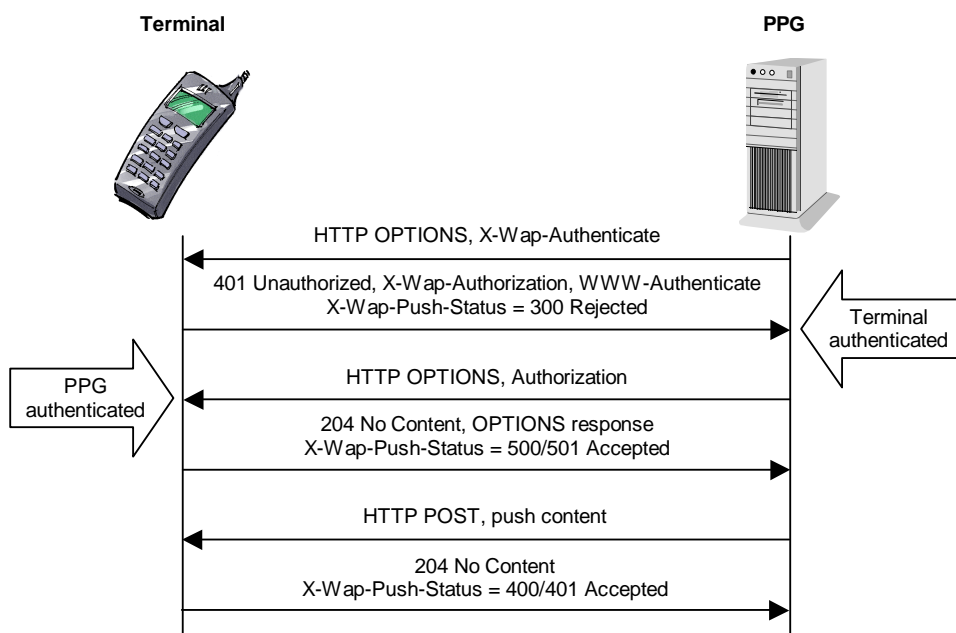 Terminal
PPG
HTTP OPTIONS, X-Wap-Authenticate
401 Unauthorized, X-Wap-Authorization, WWW-Authenticate
X-Wap-Push-Status = 300 Rejected
Terminal
authenticated
PPG
authenticated
HTTP OPTIONS, Authorization
204 No Content, OPTIONS response
X-Wap-Push-Status = 500/501 Accepted
HTTP POST, push content
204 No Content
X-Wap-Push-Status = 400/401 Accepted